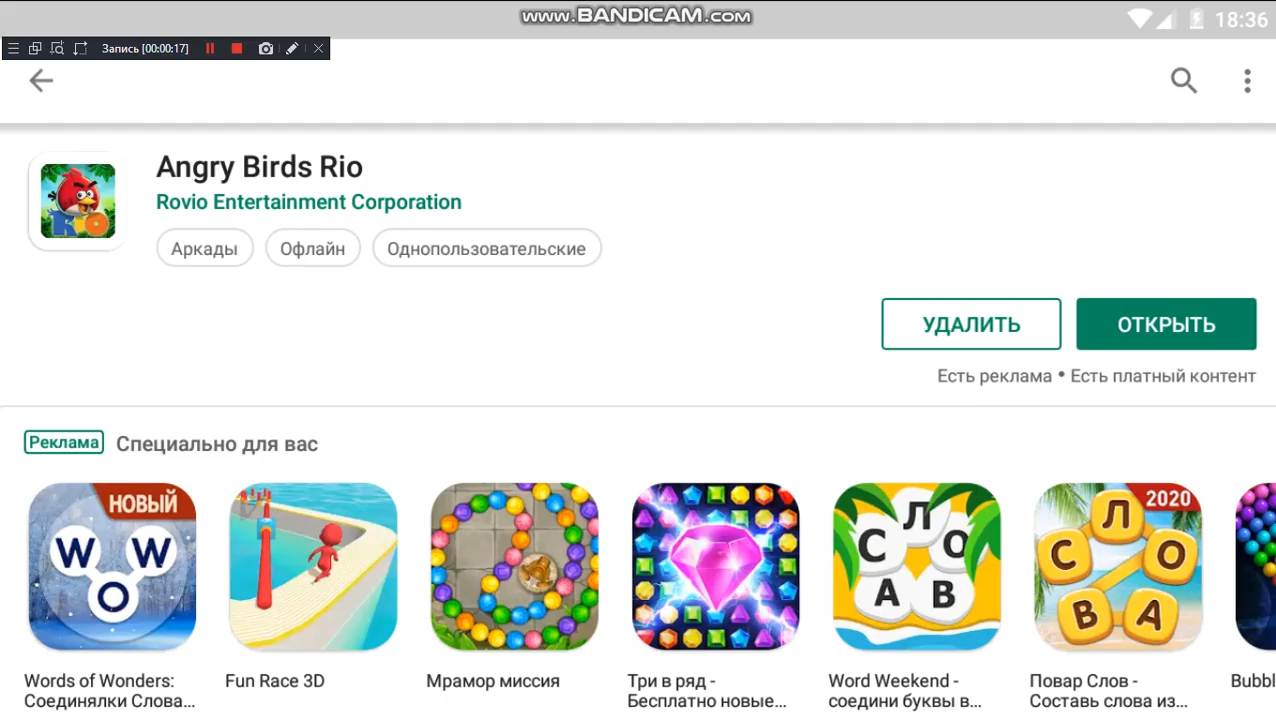 www.BANDICAM.com
18:36
Запись [00:00:17]
Angry Birds Rio
Rovio Entertainment Corporation
Аркады
Офлайн
Однопользовательские
УДАЛИТЬ
ОТКРЫТЬ
Есть реклама • Есть платный контент
Реклама
Специально для вас
НОВЫЙ
W W
O
Л
С О
А В
2020
Л
С О
В А
Words of Wonders:
Соединялки Слова...
Fun Race 3D
Мрамор миссия
Три в ряд -
Бесплатно новые...
Word Weekend -
соедини буквы в...
Повар Слов -
Составь слова из...
Bubbl